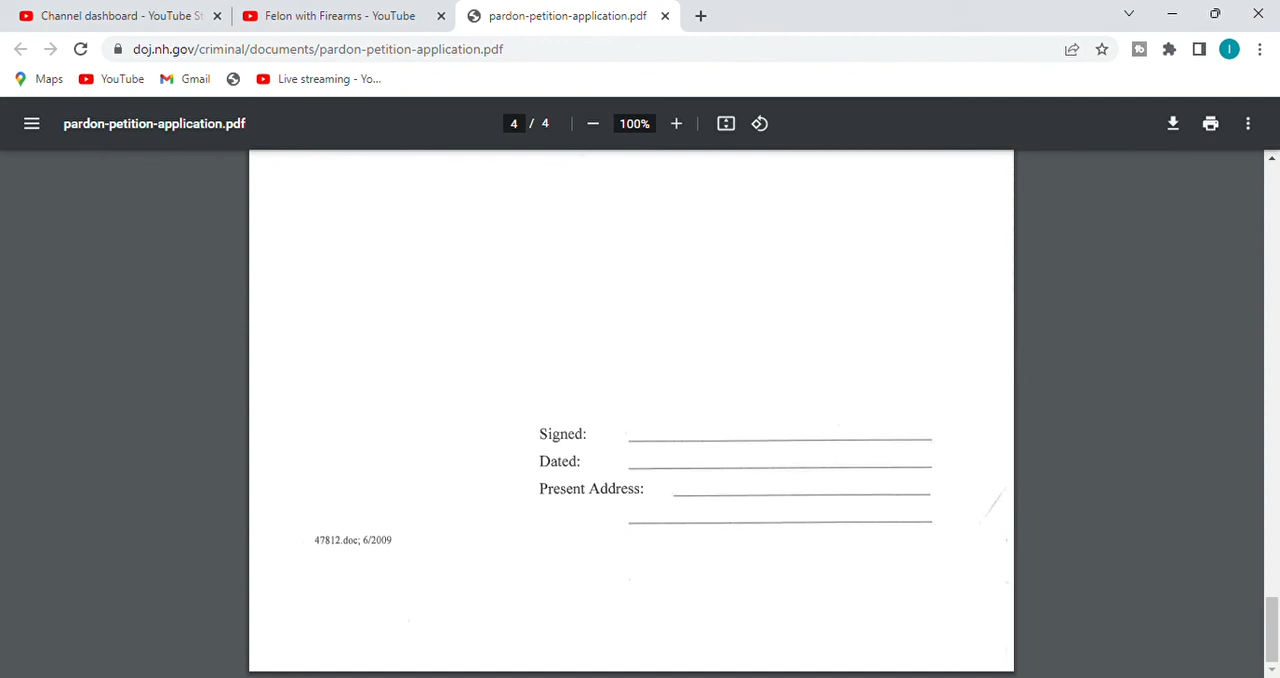 Channel dashboard - YouTube St
Felon with Firearms - YouTube
pardon-petition-application.pdf
doj.nh.gov/criminal/documents/pardon-petition-application.pdf
Maps
YouTube
Gmail
Live streaming - Yo...
pardon-petition-application.pdf
4 / 4
100%
Signed:
Dated:
Present Address:
47812.doc; 6/2009